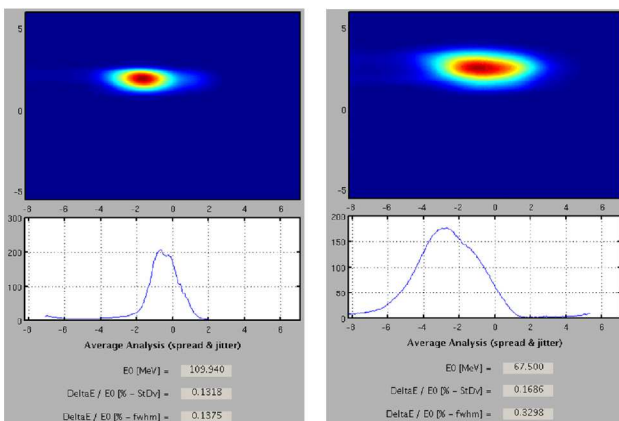 5
0
-5
-8 -6 -4 -2 0 2 4 6
300
200
100
0
-8 -6 -4 -2 0 2 4 6
Average Analysis (spread & jitter)
E0 [MeV] = 109.940
DeltaE / E0 [% - StDv) = 0.1318
DeltaE / E0 [% - fwhm] = 0.1375
5
0
-5
-8 -6 -4 -2 0 2 4 6
200
150
100
50
0
-8 -6 -4 -2 0 2 4 6
Average Analysis (spread & jitter)
E0 [MeV] = 67.500
DeltaE / E0 [% - StDv) = 0.1686
DeltaE / E0 [% - fwhm] = 0.3298